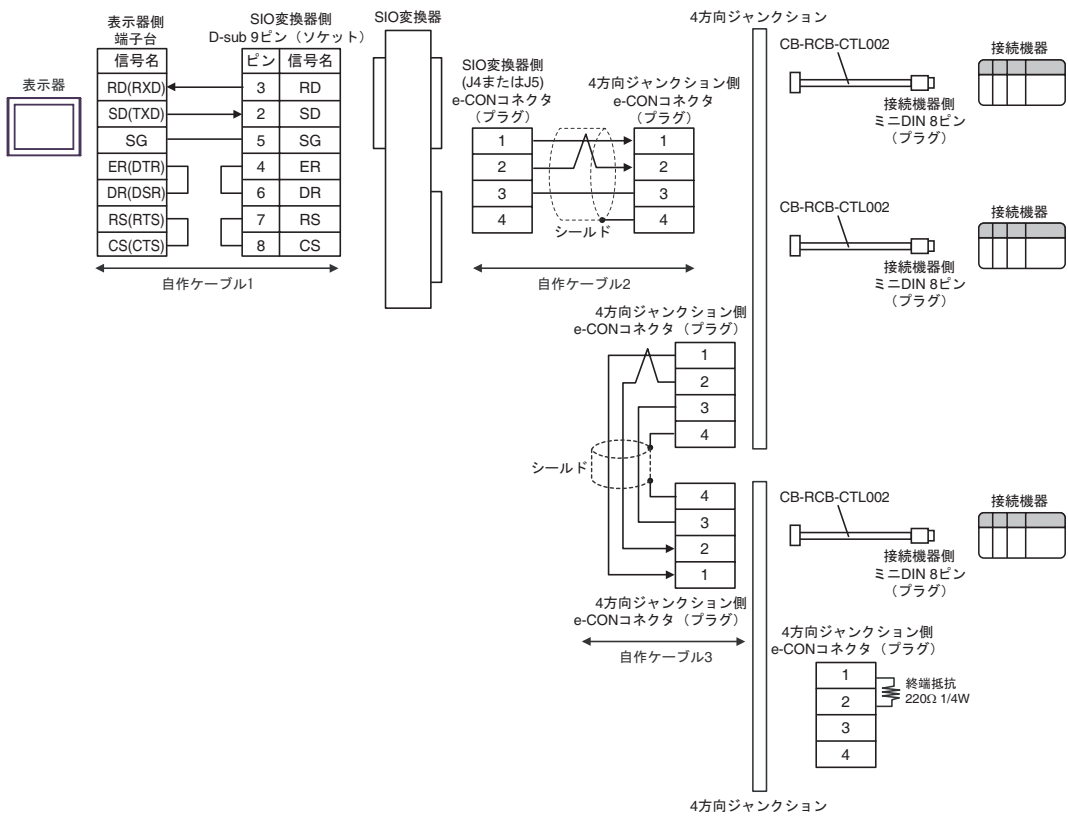 表示器
表示器側
端子台
信号名
RD(RXD)
SD(TXD)
SG
ER(DTR)
DR(DSR)
RS(RTS)
CS(CTS)
SIO変換器側
D-sub 9ピン（ソケット）
ピン 信号名
3 RD
2 SD
5 SG
4 ER
6 DR
7 RS
8 CS
自作ケーブル1
SIO変換器
SIO変換器側
(J4またはJ5)
e-CONコネクタ
（プラグ）
1
2
3
4
シールド
4方向ジャンクション側
e-CONコネクタ
（プラグ）
1
2
3
4
自作ケーブル2
4方向ジャンクション
CB-RCB-CTL002
接続機器側
ミニDIN 8ピン
（プラグ）
接続機器
CB-RCB-CTL002
接続機器側
ミニDIN 8ピン
（プラグ）
接続機器
4方向ジャンクション側
e-CONコネクタ（プラグ）
1
2
3
4
シールド
4
3
2
1
4方向ジャンクション側
e-CONコネクタ（プラグ）
自作ケーブル3
CB-RCB-CTL002
接続機器側
ミニDIN 8ピン
（プラグ）
接続機器
4方向ジャンクション側
e-CONコネクタ（プラグ）
1
2
3
4
終端抵抗
220Ω 1/4W
4方向ジャンクション